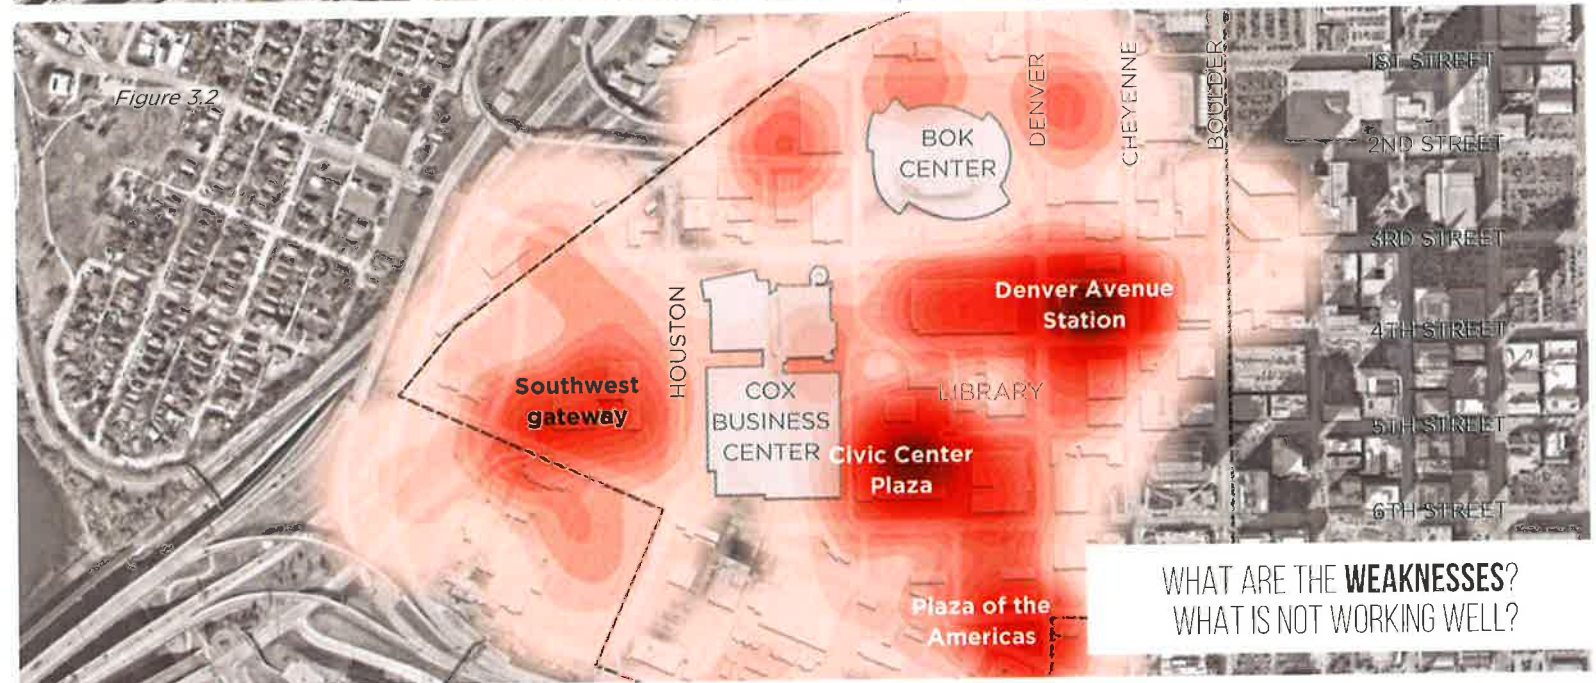 Figure 3.2
DENVER
CHEYENNE
BOULDER
1ST STREET
BOK
CENTER
2ND STREET
3RD STREET
Denver Avenue
Station
4TH STREET
HOUSTON
Southwest
gateway
COX
BUSINESS
CENTER
LIBRARY
5TH STREET
Civic Center
Plaza
6TH STREET
Plaza of the
Americas
WHAT ARE THE WEAKNESSES?
WHAT IS NOT WORKING WELL?